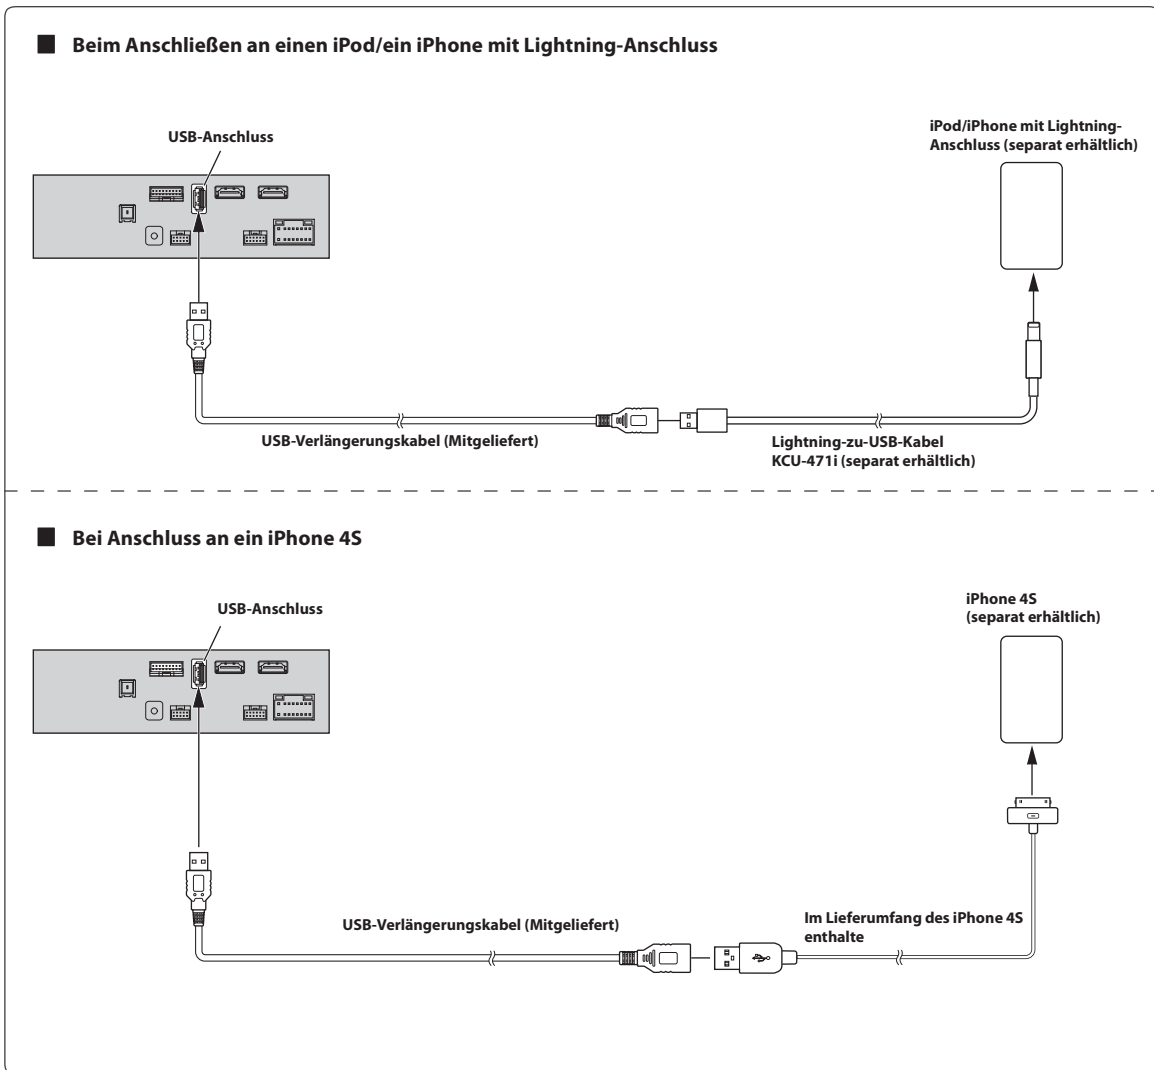 Beim Anschließen an einen iPod/ein iPhone mit Lightning-Anschluss
USB-Anschluss
iPod/iPhone mit Lightning-
Anschluss (separat erhältlich)
USB-Verlängerungskabel (Mitgeliefert)
Lightning-zu-USB-Kabel
KCU-471i (separat erhältlich)
Bei Anschluss an ein iPhone 4S
USB-Anschluss
iPhone 4S
(separat erhältlich)
USB-Verlängerungskabel (Mitgeliefert)
Im Lieferumfang des iPhone 4S
enthalte